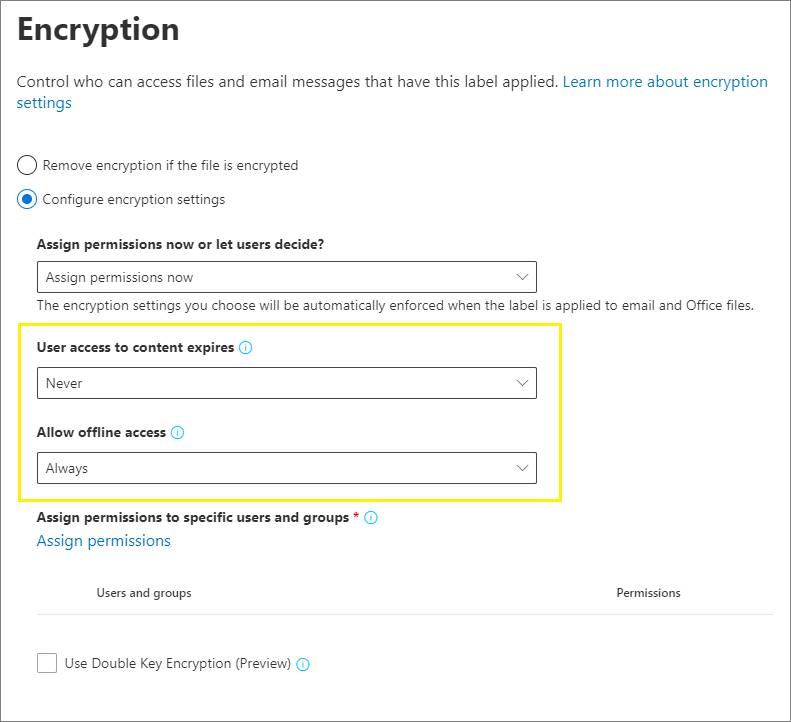 Encryption
Control who can access files and email messages that have this label applied. Learn more about encryption
settings
Remove encryption if the file is encrypted
Configure encryption settings
Assign permissions now or let users decide?
Assign permissions now
The encryption settings you choose will be automatically enforced when the label is applied to email and Office files.
User access to content expires
Never
Allow offline access
Always
Assign permissions to specific users and groups *
Assign permissions
Users and groups Permissions
Use Double Key Encryption (Preview)